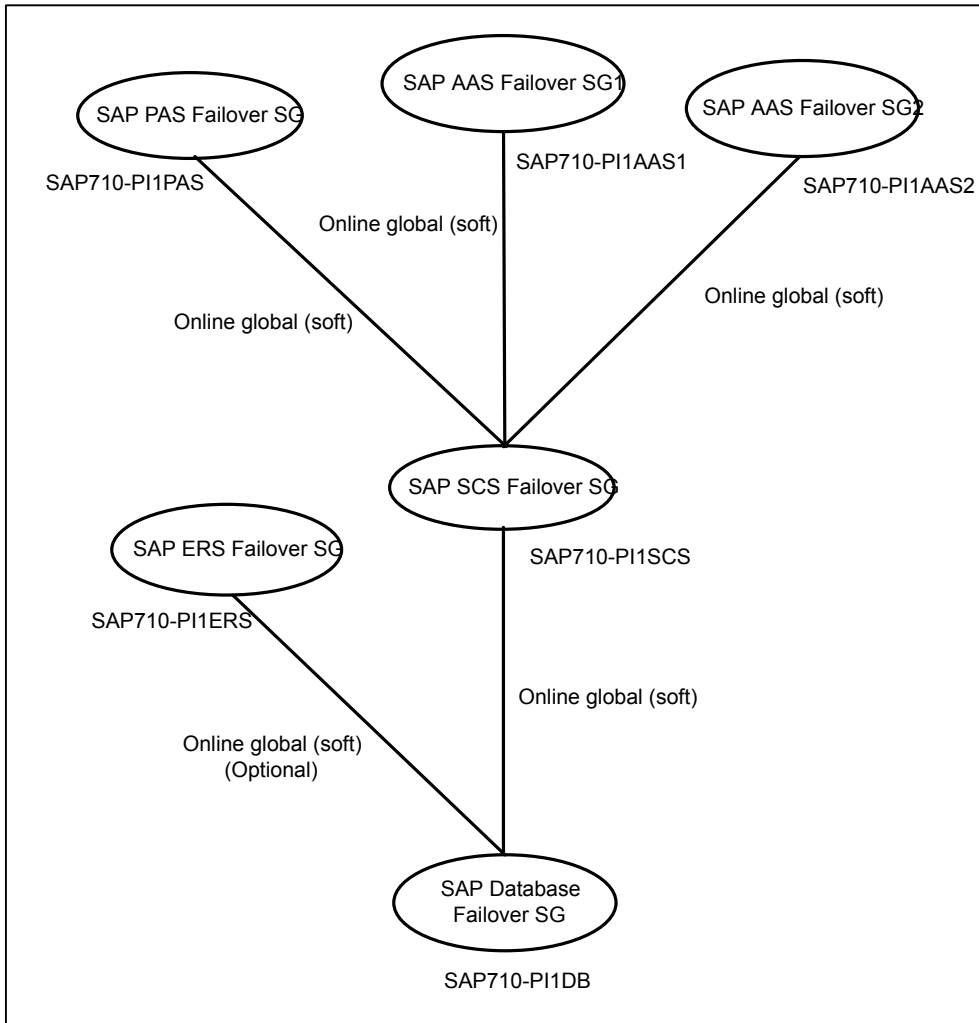 SAP PAS Failover SG
SAP AAS Failover SG1
SAP AAS Failover SG2
SAP710-PI1PAS
SAP710-PI1AAS1
SAP710-PI1AAS2
Online global (soft)
Online global (soft)
Online global (soft)
SAP SCS Failover SG
SAP710-PI1SCS
SAP ERS Failover SG
SAP710-PI1ERS
Online global (soft)
Online global (soft)
(Optional)
SAP Database
Failover SG
SAP710-PI1DB